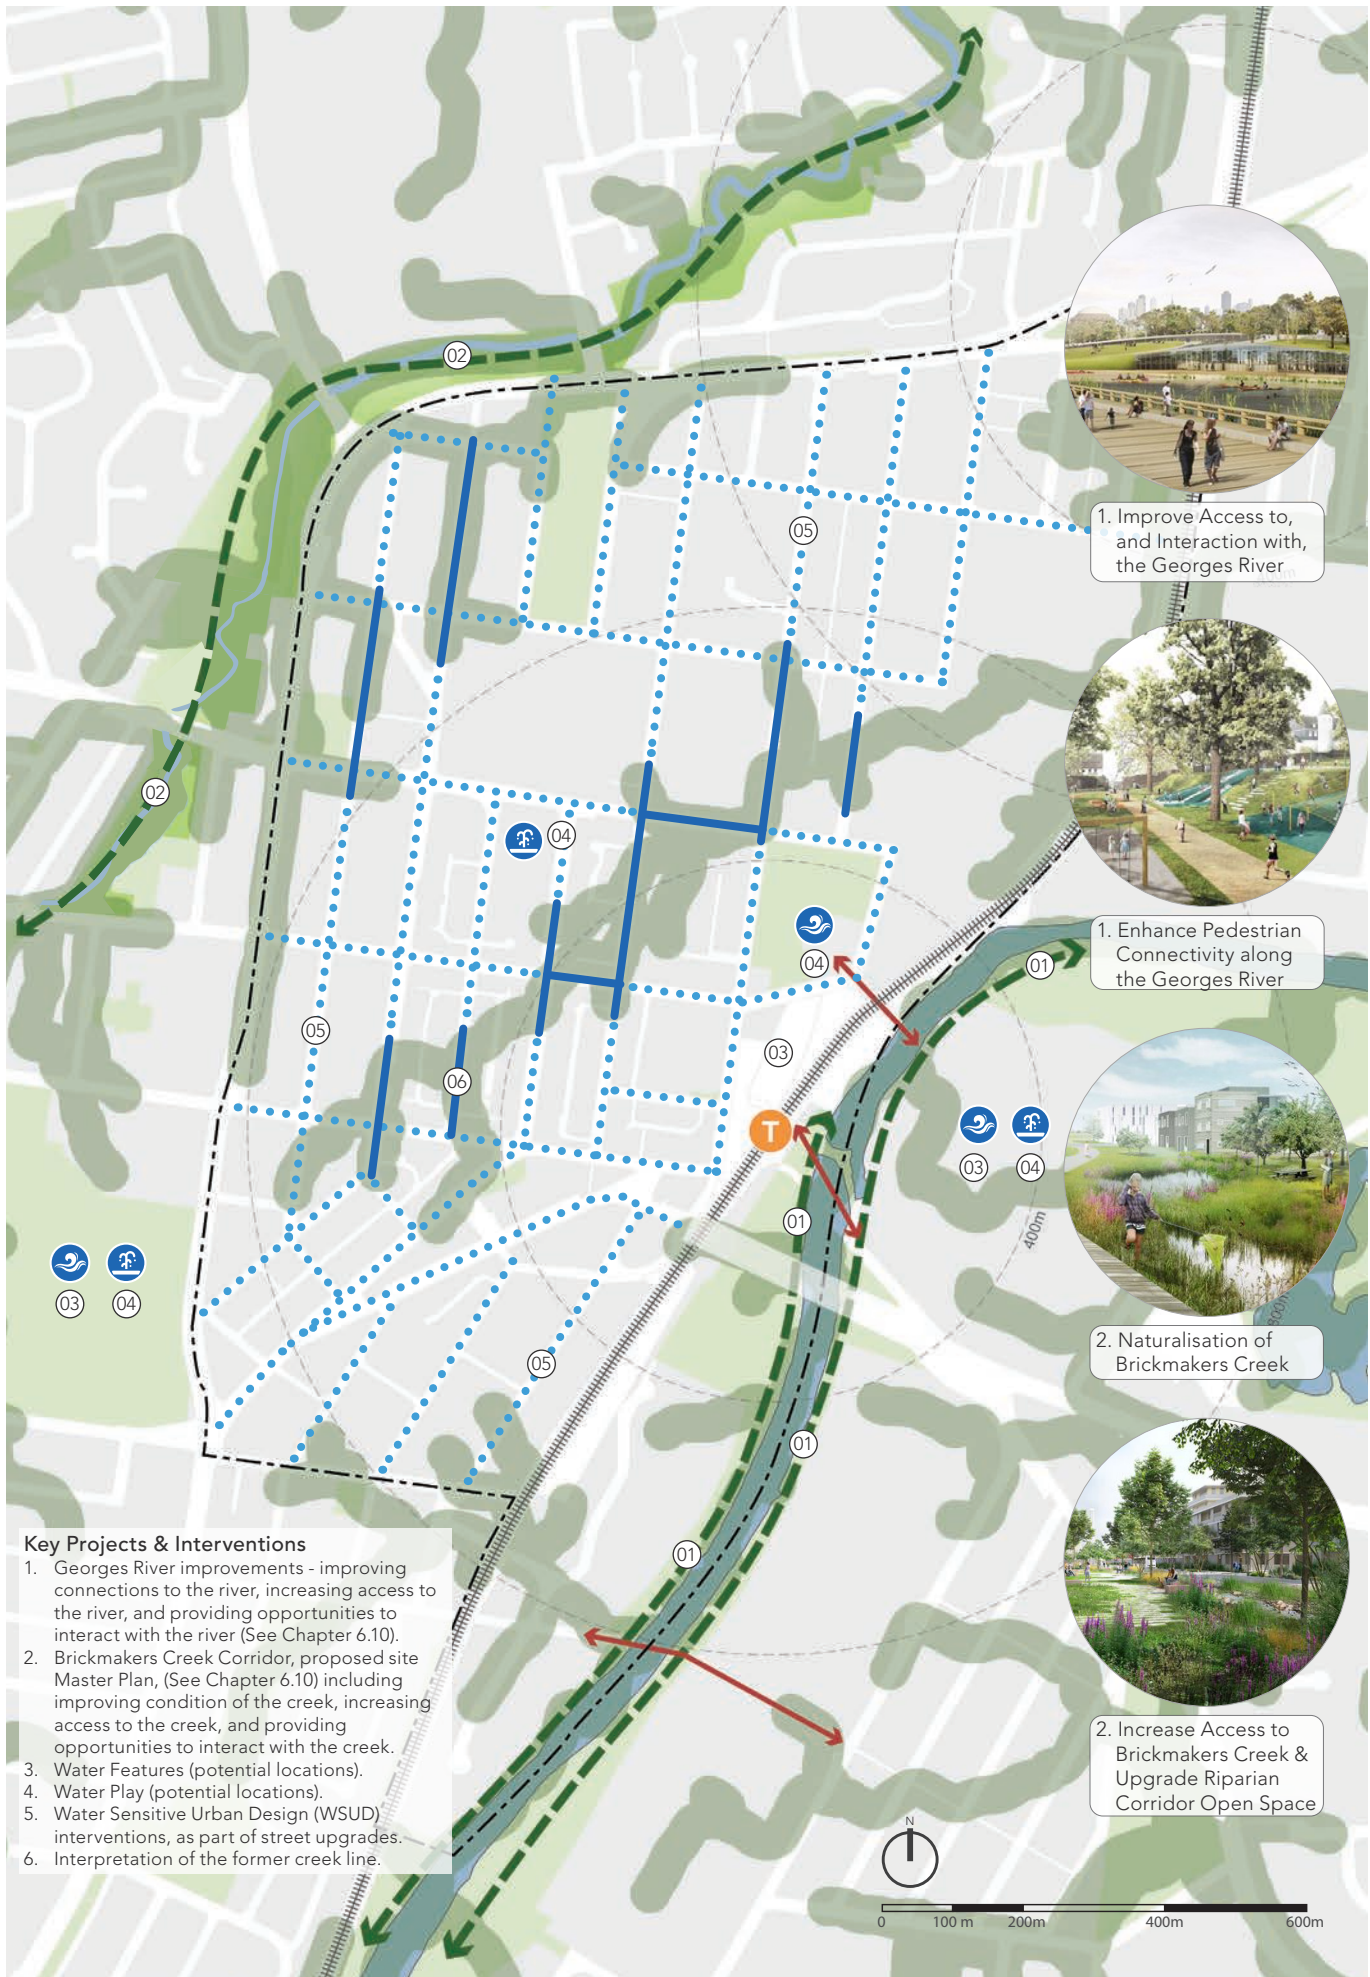 02
05
1. Improve Access to,
and Interaction with,
the Georges River
400m
02
04
04
01
1. Enhance Pedestrian
Connectivity along
the Georges River
05
03
06
T
03
04
01
400m
03
04
800m
2. Naturalisation of
Brickmakers Creek
05
01
01
Key Projects & Interventions
1. Georges River improvements - improving
connections to the river, increasing access to
the river, and providing opportunities to
interact with the river (See Chapter 6.10).
2. Brickmakers Creek Corridor, proposed site
Master Plan, (See Chapter 6.10) including
improving condition of the creek, increasing
access to the creek, and providing
opportunities to interact with the creek.
3. Water Features (potential locations).
4. Water Play (potential locations).
5. Water Sensitive Urban Design (WSUD)
interventions, as part of street upgrades.
6. Interpretation of the former creek line.
2. Increase Access to
Brickmakers Creek &
Upgrade Riparian
Corridor Open Space
N
0 100 m 200m 400m 600m